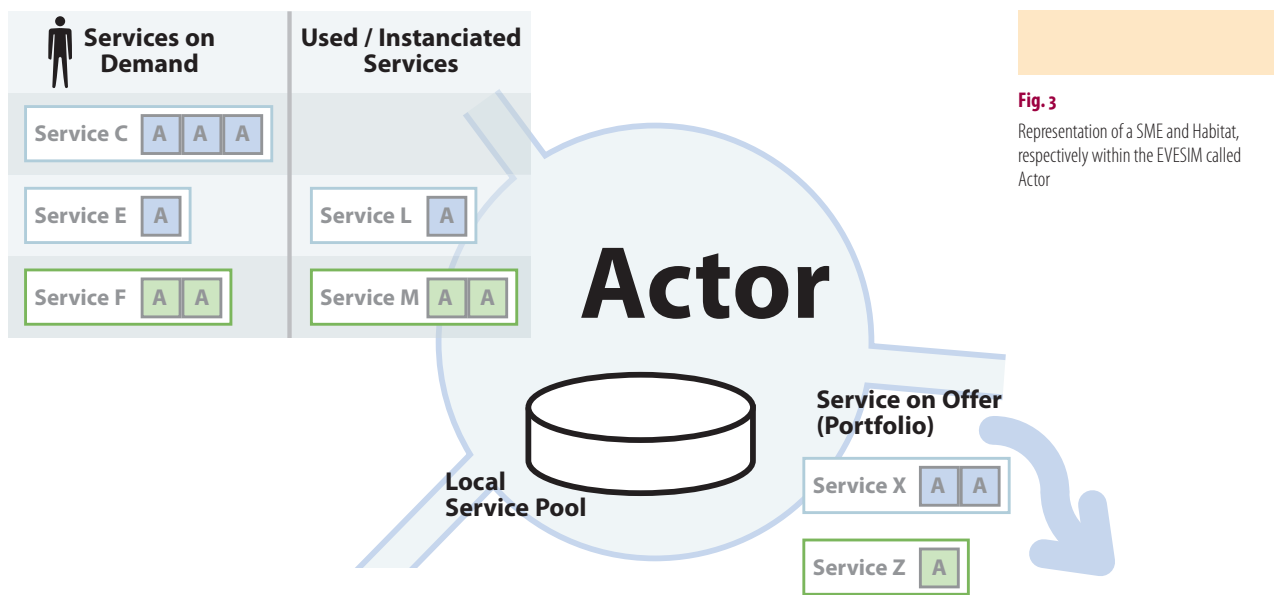 Services on
Demand
Used / Instanciated
Services
Service C A A A
Service E A
Service L A
Service F A A
Service M A A
Actor
Local
Service Pool
Service on Offer
(Portfolio)
Service X A A
Service Z A
Fig. 3
Representation of a SME and Habitat,
respectively within the EVESIM called
Actor